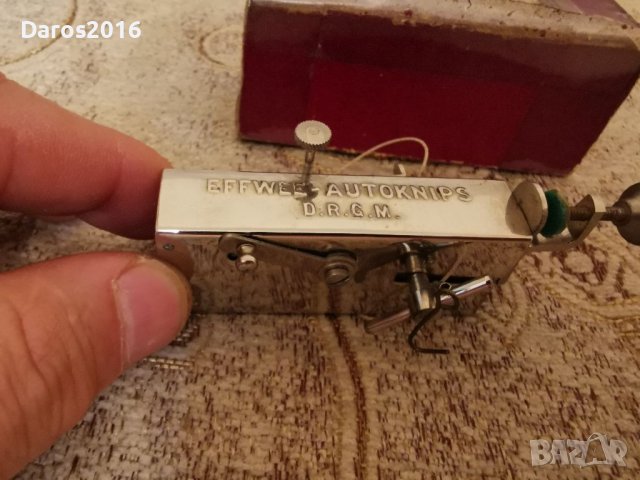 Daros2016
EFFWEE-AUTOKNIPS
D.R.G.M.
BAZAR